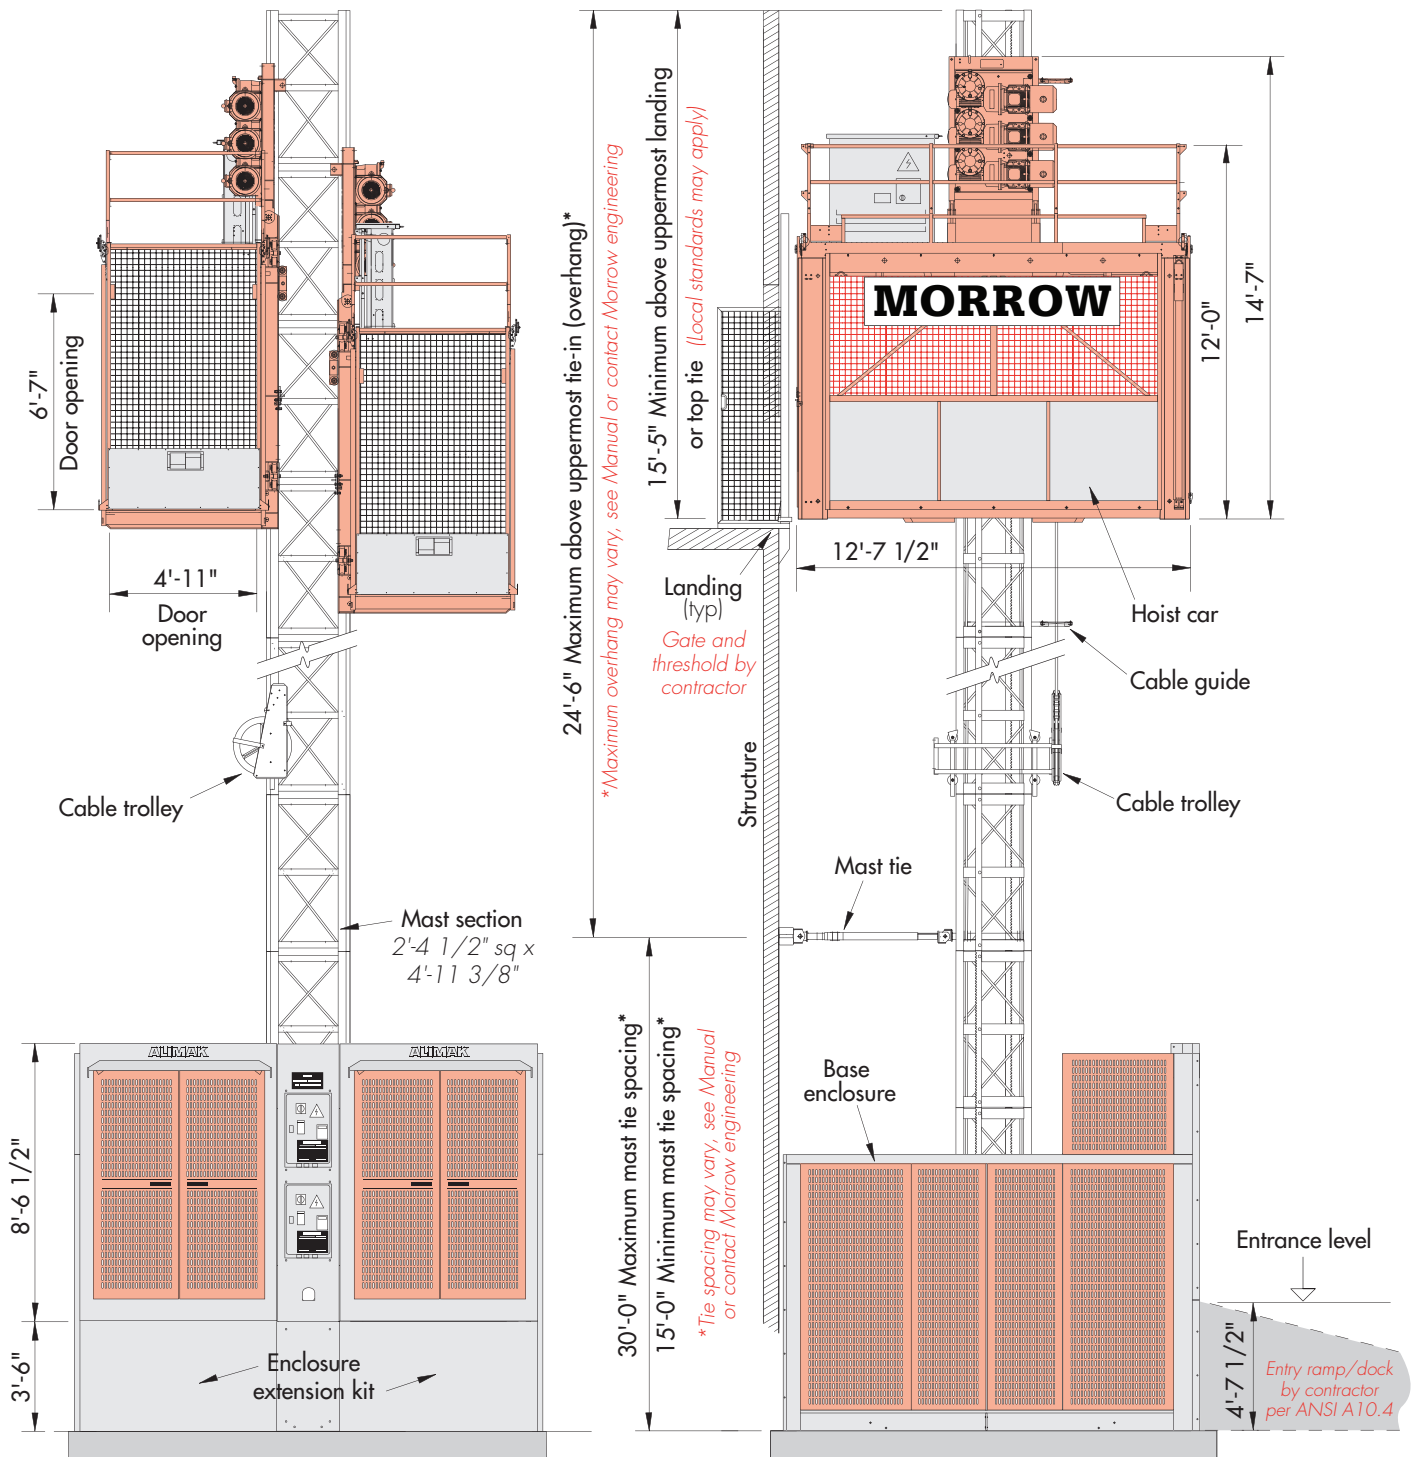 6'-7"
Door opening
4'-11"
Door
opening
Cable trolley
Mast section
2'-4 1/2" sq x
4'-11 3/8"
ALIMAK
ALIMAK
8'-6 1/2"
3'-6"
Enclosure
extension kit
24'-6" Maximum above uppermost tie-in (overhang)*
*Maximum overhang may vary, see Manual or contact Morrow engineering
15'-5" Minimum above uppermost landing
or top tie (Local standards may apply)
MORROW
12'-0"
14'-7"
12'-7 1/2"
Landing
(typ)
Gate and
threshold by
contractor
Hoist car
Cable guide
Cable trolley
Structure
Mast tie
30'-0" Maximum mast tie spacing*
15'-0" Minimum mast tie spacing*
*Tie spacing may vary, see Manual
or contact Morrow engineering
Base
enclosure
Entrance level
4'-7 1/2"
Entry ramp/dock
by contractor
per ANSI A10.4